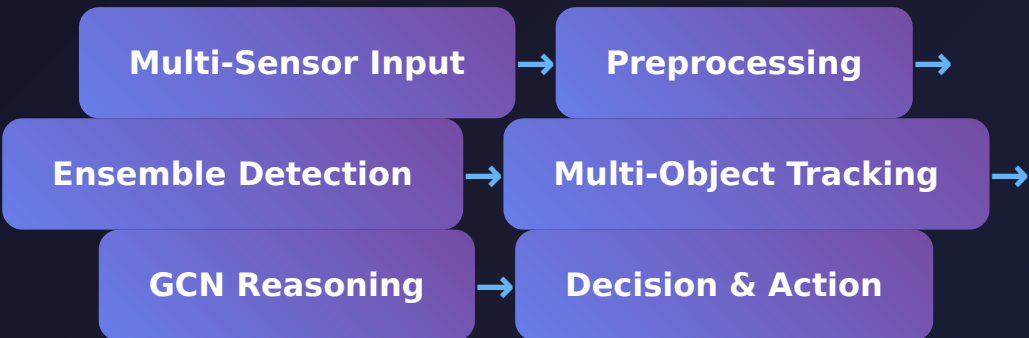 Multi-Sensor Input → Preprocessing →
Ensemble Detection → Multi-Object Tracking →
GCN Reasoning → Decision & Action